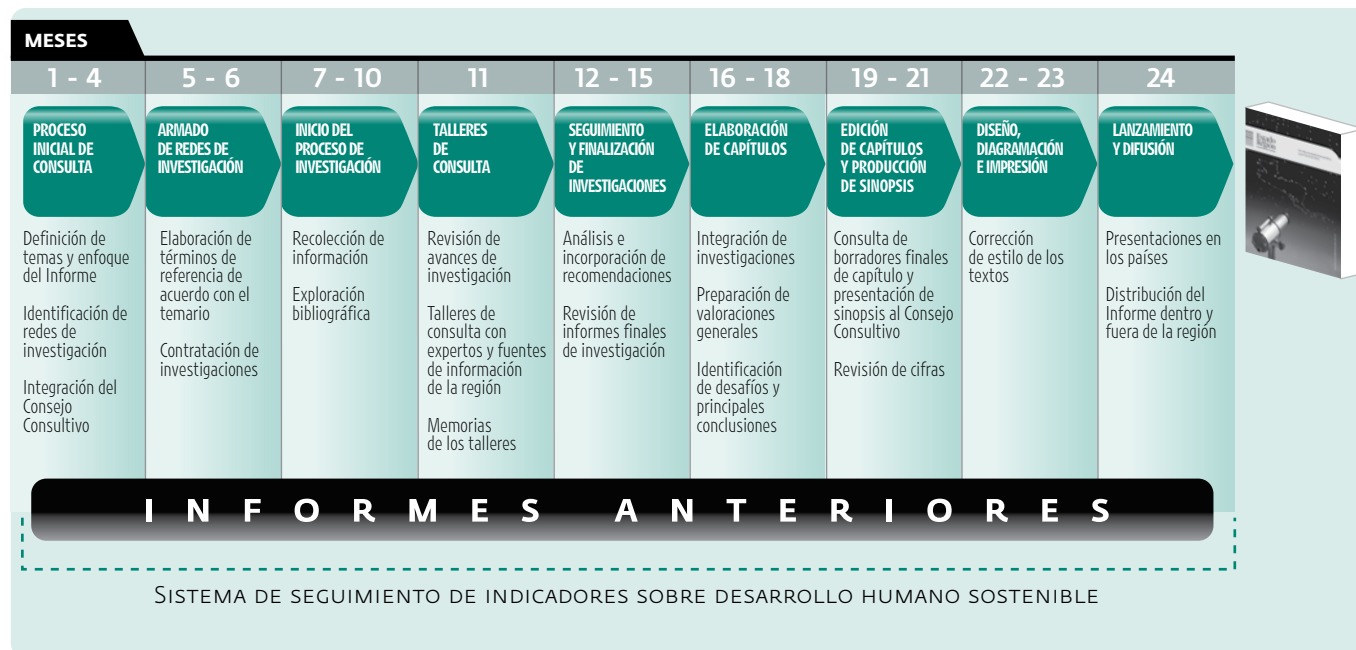 MESES
1 - 4
5 - 6
7 - 10
11
12 - 15
16 - 18
19 - 21
22 - 23
24
PROCESO
INICIAL DE
CONSULTA
ARMADO
DE REDES DE
INVESTIGACIÓN
INICIO DEL
PROCESO DE
INVESTIGACIÓN
TALLERES
DE
CONSULTA
SEGUIMIENTO
Y FINALIZACIÓN
DE
INVESTIGACIONES
ELABORACIÓN
DE CAPÍTULOS
EDICIÓN
DE CAPÍTULOS
Y PRODUCCIÓN
DE SINOPSIS
DISEÑO,
DIAGRAMACIÓN
E IMPRESIÓN
LANZAMIENTO
Y DIFUSIÓN
Definición de
temas y enfoque
del Informe
Identificación de
redes de
investigación
Integración del
Consejo
Consultivo
Elaboración de
términos de
referencia de
acuerdo con el
temario
Contratación de
investigaciones
Recolección de
información
Exploración
bibliográfica
Revisión de
avances de
investigación
Talleres de
consulta con
expertos y fuentes
de información
de la región
Memorias
de los talleres
Análisis e
incorporación de
recomendaciones
Revisión de
informes finales
de investigación
Integración de
investigaciones
Preparación de
valoraciones
generales
Identificación
de desafíos y
principales
conclusiones
Consulta de
borradores finales
de capítulo y
presentación de
sinopsis al Consejo
Consultivo
Revisión de cifras
Corrección
de estilo de los
textos
Presentaciones en
los países
Distribución del
Informe dentro y
fuera de la región
INFORMES ANTERIORES
SISTEMA DE SEGUIMIENTO DE INDICADORES SOBRE DESARROLLO HUMANO SOSTENIBLE